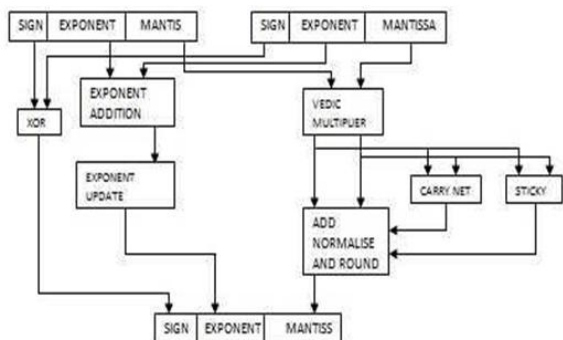 SIGN EXPONENT MANTIS
SIGN EXPONENT MANTISSA
XOR
EXPONENT
ADDITION
VEDIC
MULTIPLIER
EXPONENT
UPDATE
CARRY NET
STICKY
ADD
NORMALISE
AND ROUND
SIGN EXPONENT MANTISS